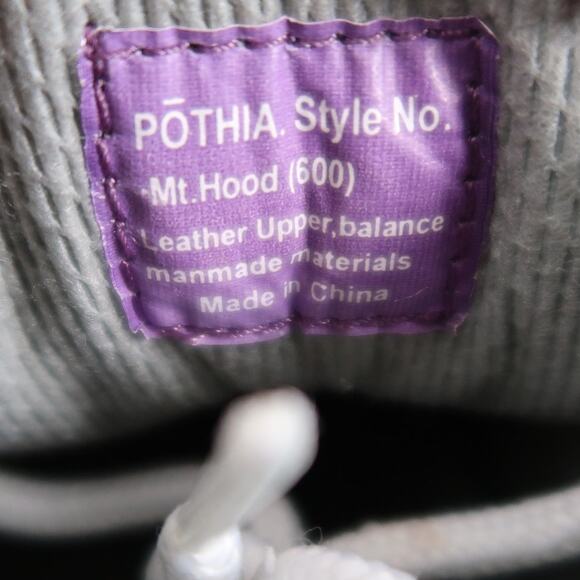 PŌTHIA. Style No.
-Mt.Hood (600)
Leather Upper,balance
manmade materials
Made in China